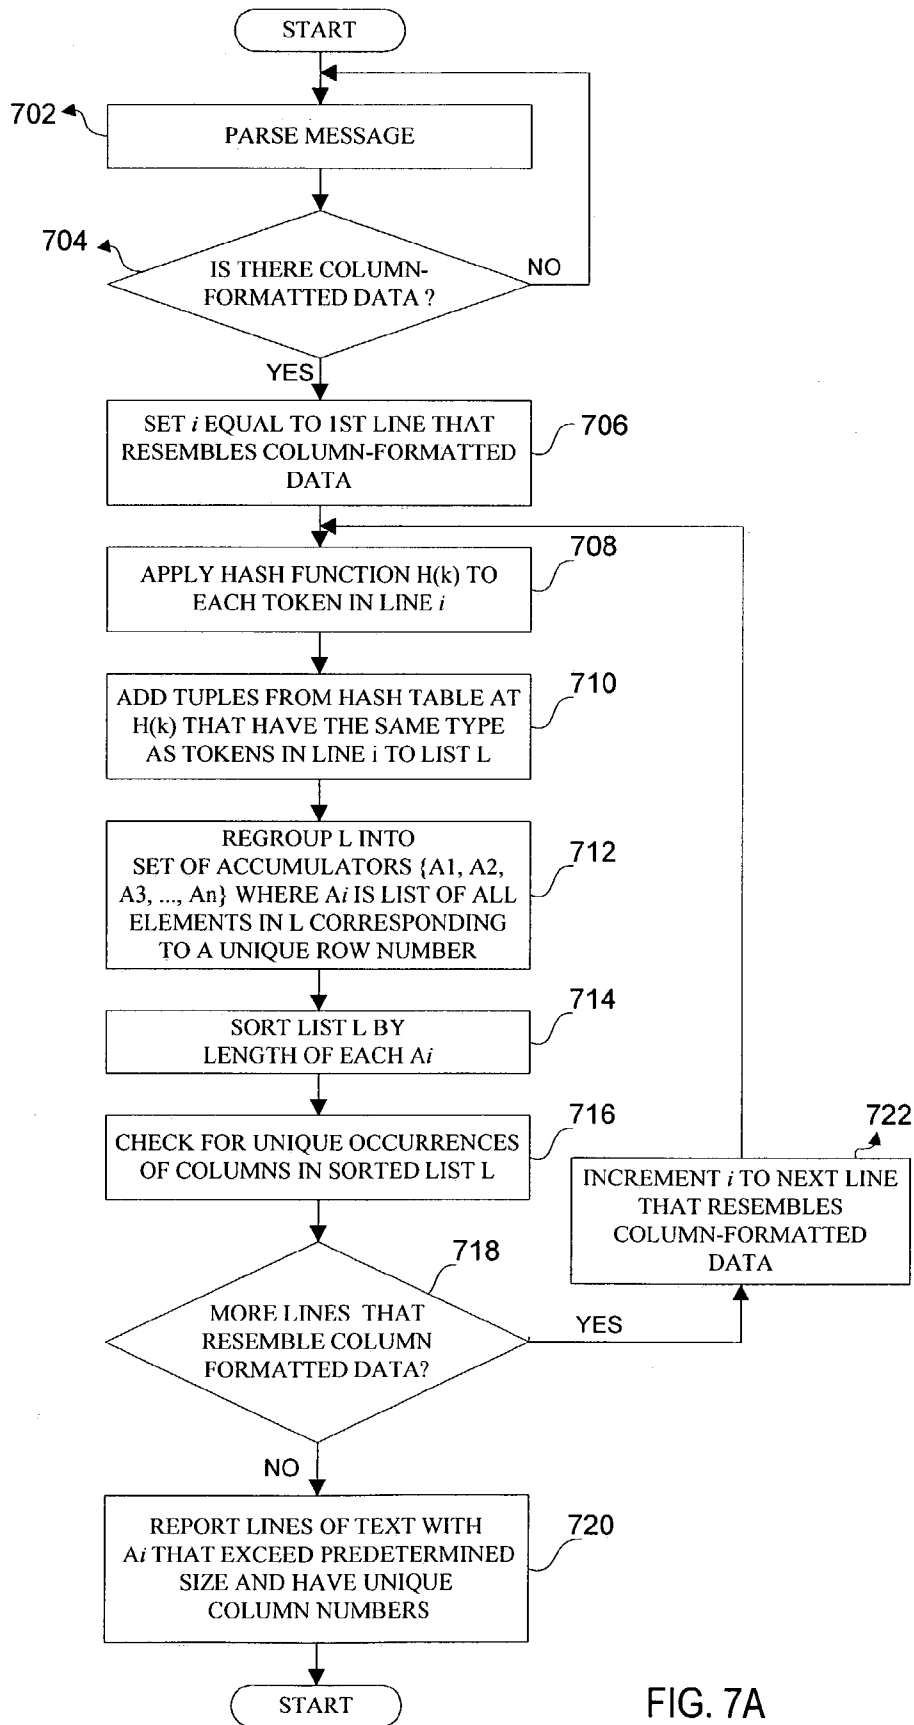 START
702
PARSE MESSAGE
704
IS THERE COLUMN-
FORMATTED DATA ?
NO
YES
SET i EQUAL TO 1ST LINE THAT
RESEMBLES COLUMN-FORMATTED
DATA
706
708
APPLY HASH FUNCTION H(k) TO
EACH TOKEN IN LINE i
710
ADD TUPLES FROM HASH TABLE AT
H(k) THAT HAVE THE SAME TYPE
AS TOKENS IN LINE i TO LIST L
712
REGROUP L INTO
SET OF ACCUMULATORS {A1, A2,
A3, ..., An} WHERE Ai IS LIST OF ALL
ELEMENTS IN L CORRESPONDING
TO A UNIQUE ROW NUMBER
714
SORT LIST L BY
LENGTH OF EACH Ai
716
CHECK FOR UNIQUE OCCURRENCES
OF COLUMNS IN SORTED LIST L
722
INCREMENT i TO NEXT LINE
THAT RESEMBLES
COLUMN-FORMATTED
DATA
718
MORE LINES THAT
RESEMBLE COLUMN
FORMATTED DATA?
YES
NO
720
REPORT LINES OF TEXT WITH
Ai THAT EXCEED PREDETERMINED
SIZE AND HAVE UNIQUE
COLUMN NUMBERS
START
FIG. 7A